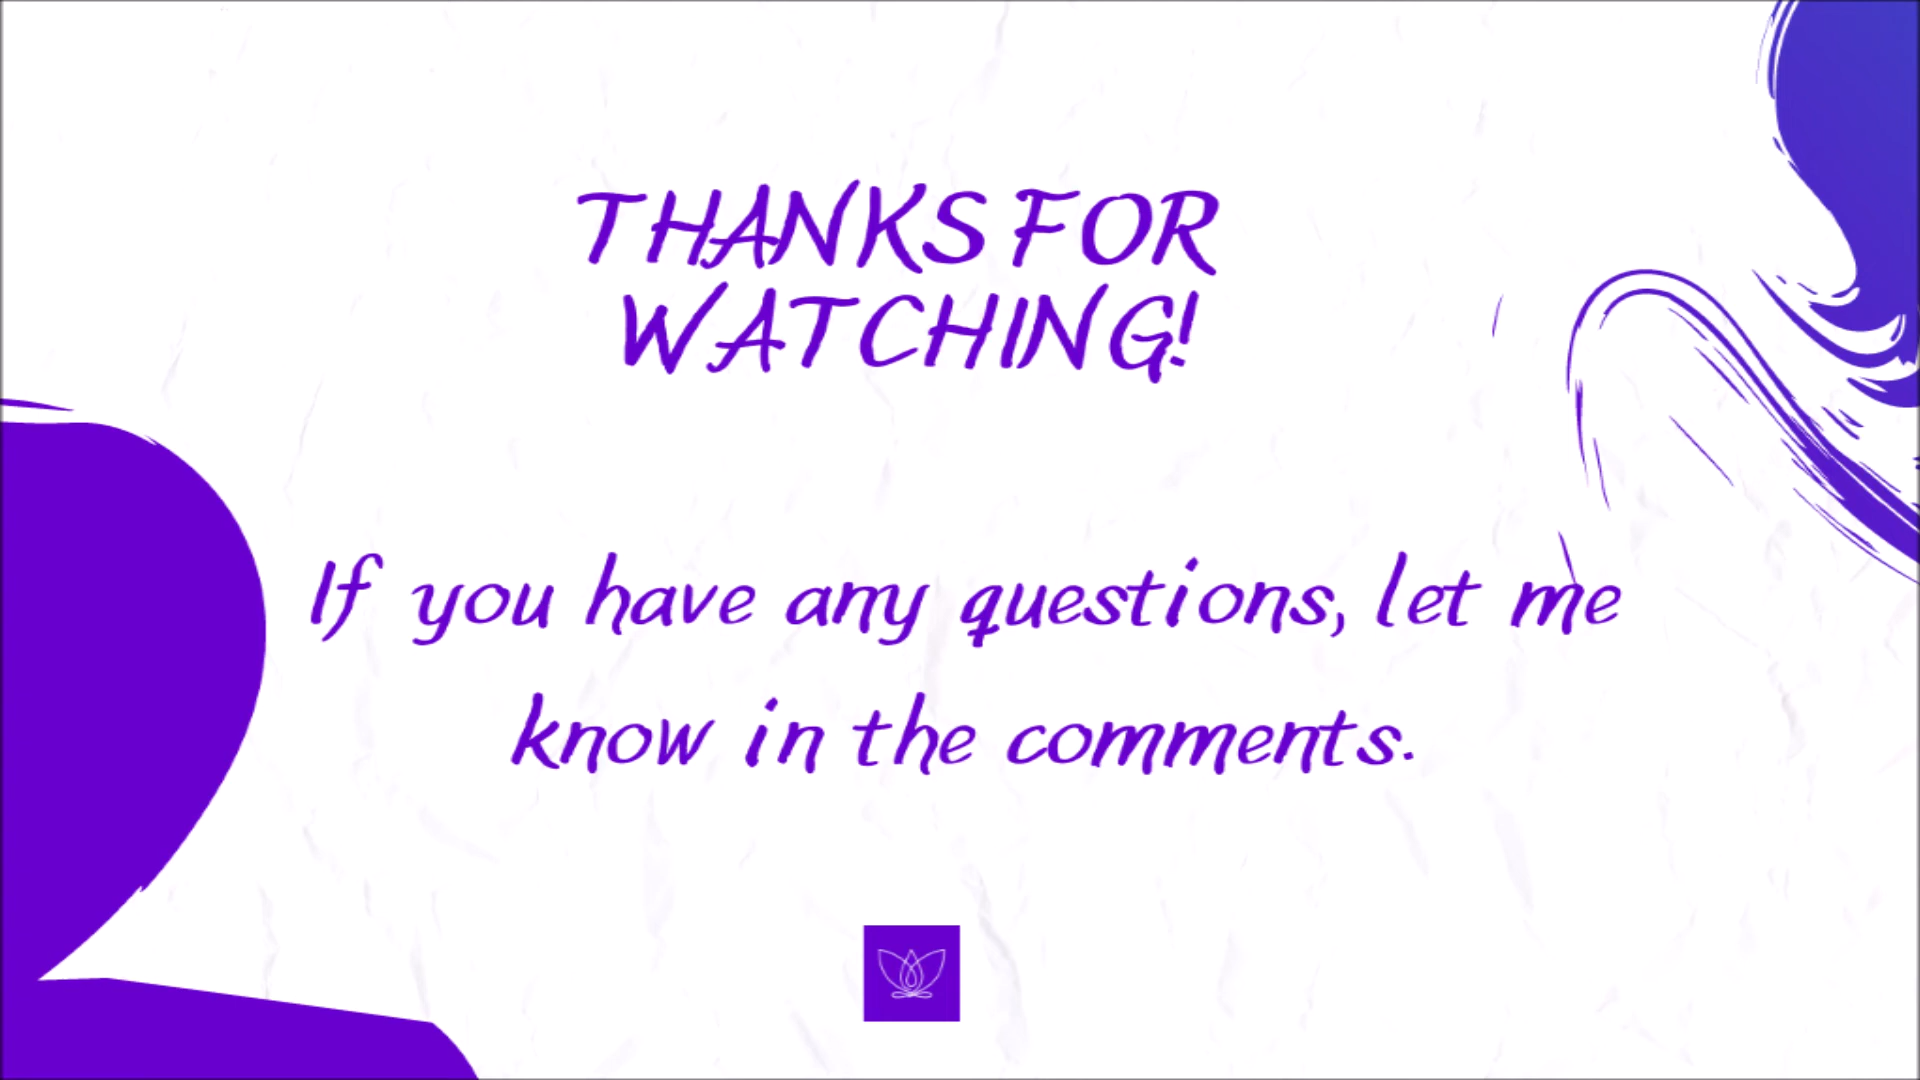 THANKS FOR
WATCHING!
If you have any questions, let me
know in the comments.